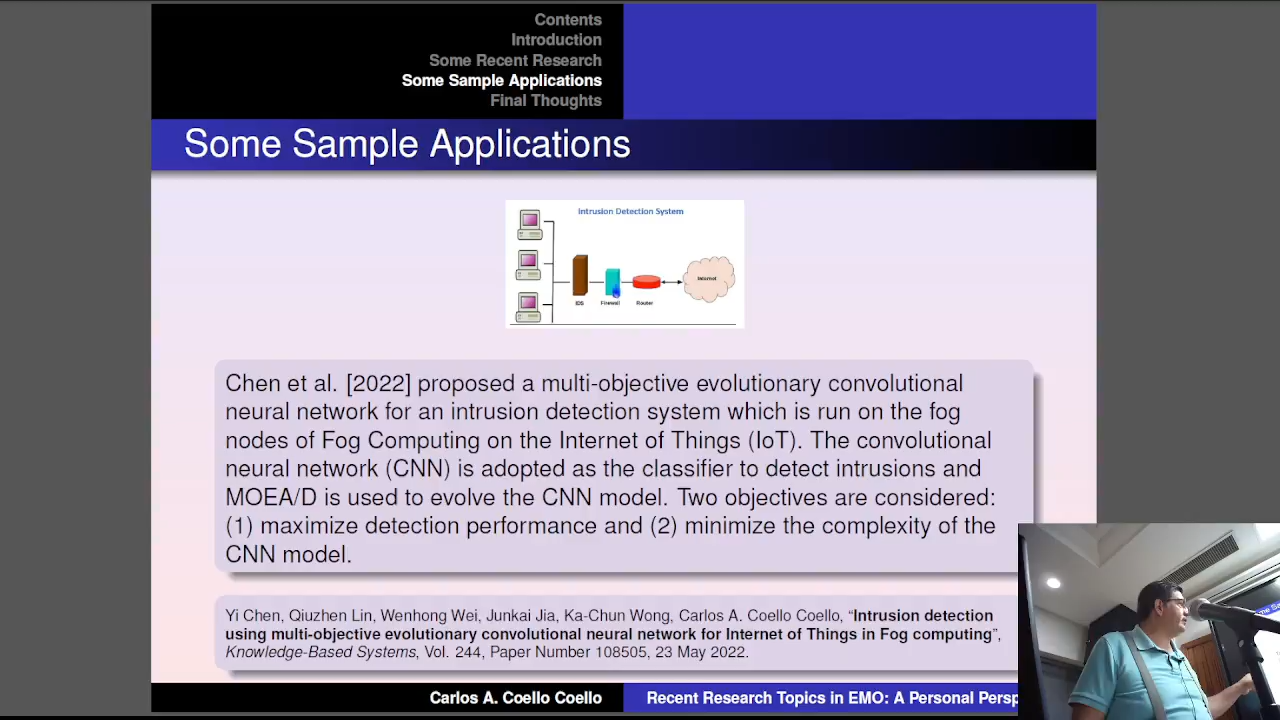 Contents
Introduction
Some Recent Research
Some Sample Applications
Final Thoughts
Some Sample Applications
Intrusion Detection System
Internet
IDS Firewall Router
Chen et al. [2022] proposed a multi-objective evolutionary convolutional
neural network for an intrusion detection system which is run on the fog
nodes of Fog Computing on the Internet of Things (IoT). The convolutional
neural network (CNN) is adopted as the classifier to detect intrusions and
MOEA/D is used to evolve the CNN model. Two objectives are considered:
(1) maximize detection performance and (2) minimize the complexity of the
CNN model.
Yi Chen, Qiuzhen Lin, Wenhong Wei, Junkai Jia, Ka-Chun Wong, Carlos A. Coello Coello, “Intrusion detection
using multi-objective evolutionary convolutional neural network for Internet of Things in Fog computing”,
Knowledge-Based Systems, Vol. 244, Paper Number 108505, 23 May 2022.
Carlos A. Coello Coello
Recent Research Topics in EMO: A Personal Persp